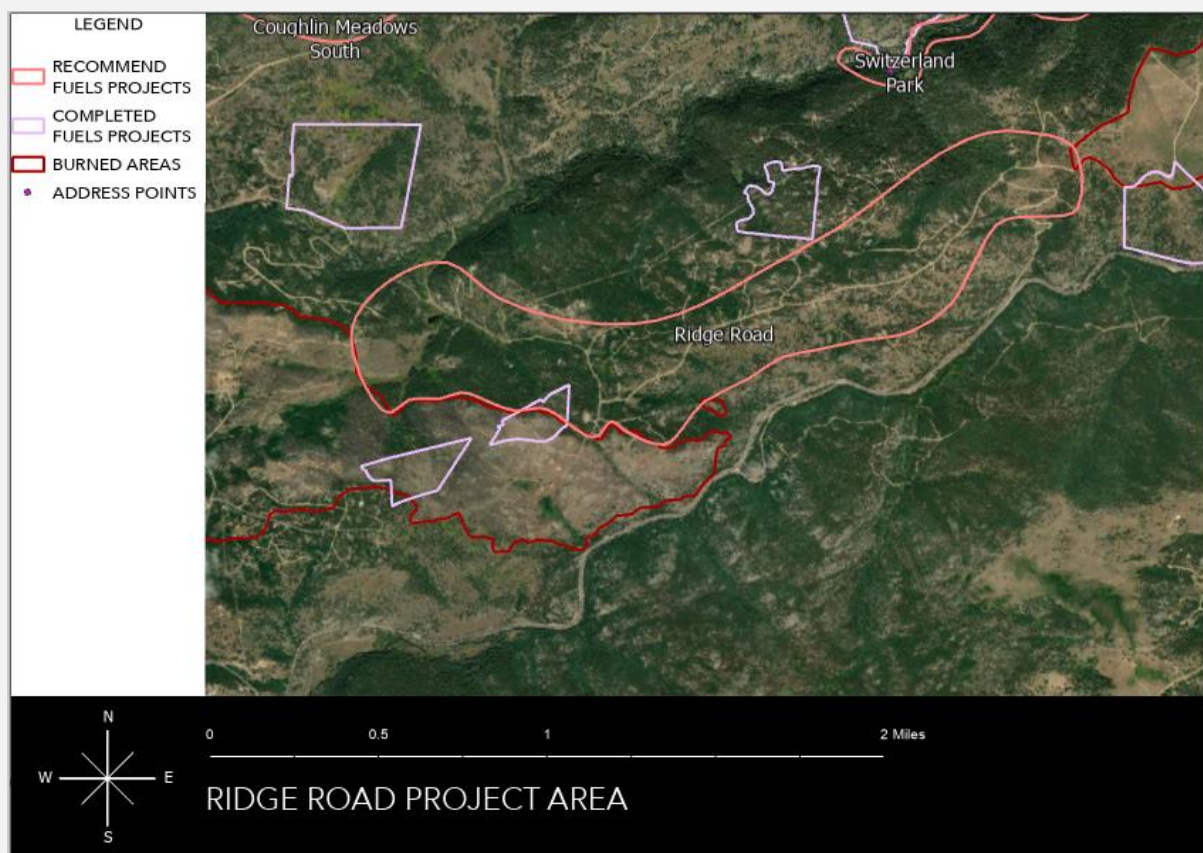 LEGEND
RECOMMEND
FUELS PROJECTS
COMPLETED
FUELS PROJECTS
BURNED AREAS
ADDRESS POINTS
Coughlin Meadows
South
Switzerland
Park
Ridge Road
N
W
E
S
0
0.5
1
2 Miles
RIDGE ROAD PROJECT AREA